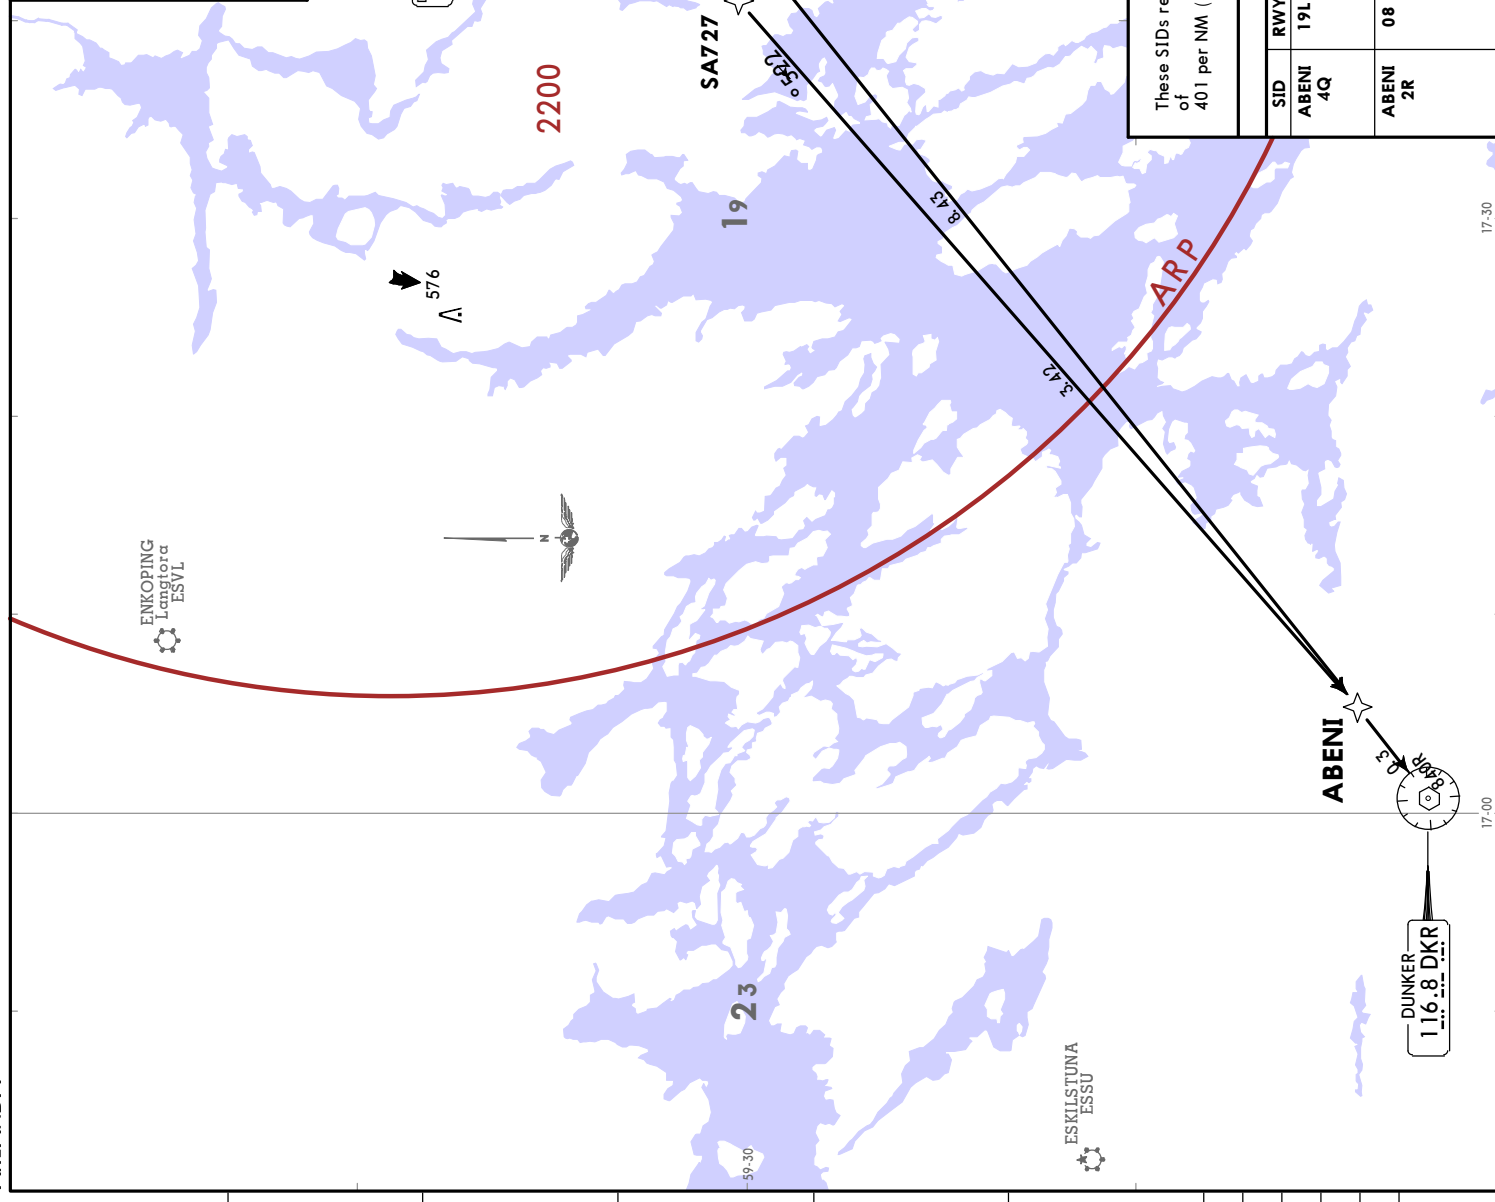 2200
SA727
19
576
8.43
3.42
ARP
N
ENKOPING
Langtora
ESVL
ABENI
DUNKER
116.8 DKR
23
ESKILSTUNA
ESSU
59-30
17-00
17-30
These SIDs re
of
401 per NM (
SID RWY
ABENI 19L
4Q
ABENI 08
2R